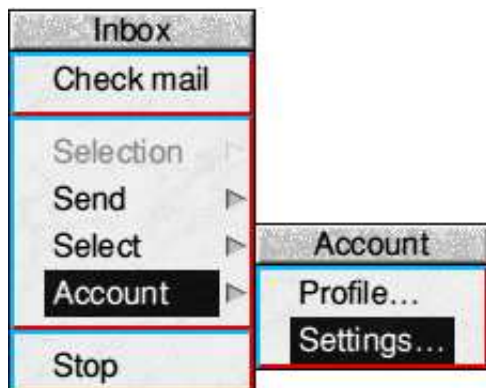 Inbox
Check mail
Selection
Send
Select
Account
Stop
Account
Profile...
Settings...